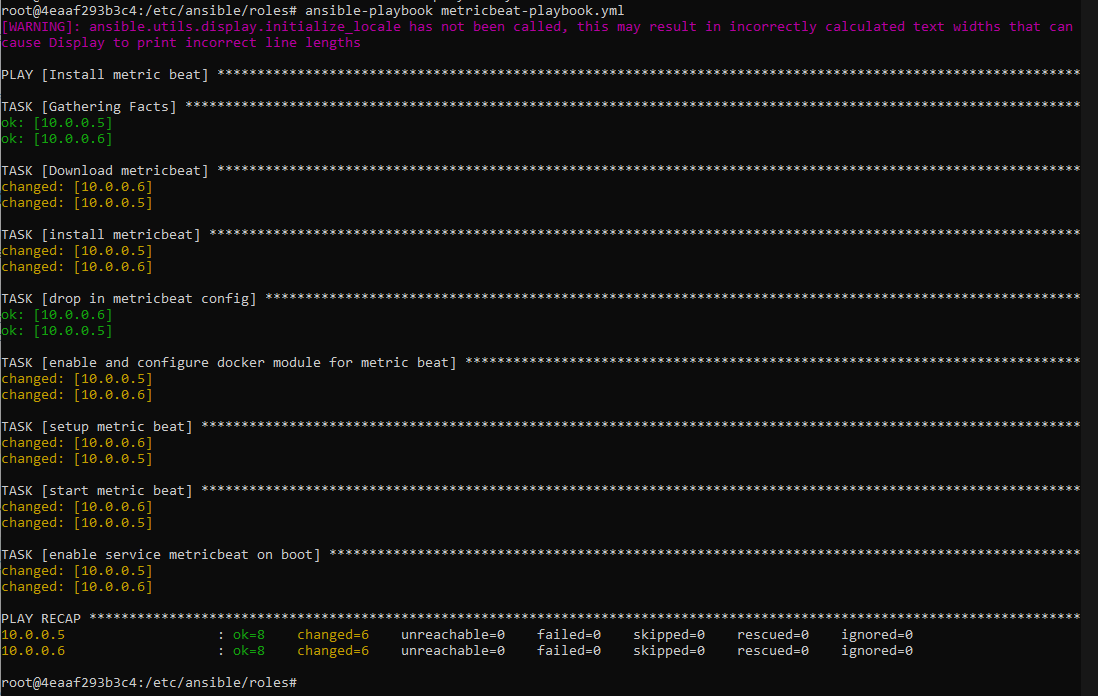 root@4eaaf293b3c4:/etc/ansible/roles# ansible-playbook metricbeat-playbook.yml
[WARNING]: ansible.utils.display.initialize_locale has not been called, this may result in incorrectly calculated text widths that can
cause Display to print incorrect line lengths
PLAY [Install metric beat] ************************************************************************************************************
TASK [Gathering Facts] ****************************************************************************************************************
ok: [10.0.0.5]
ok: [10.0.0.6]
TASK [Download metricbeat] ************************************************************************************************************
changed: [10.0.0.6]
changed: [10.0.0.5]
TASK [install metricbeat] *************************************************************************************************************
changed: [10.0.0.5]
changed: [10.0.0.6]
TASK [drop in metricbeat config] ******************************************************************************************************
ok: [10.0.0.6]
ok: [10.0.0.5]
TASK [enable and configure docker module for metric beat] *****************************************************************************
changed: [10.0.0.5]
changed: [10.0.0.6]
TASK [setup metric beat] **************************************************************************************************************
changed: [10.0.0.6]
changed: [10.0.0.5]
TASK [start metric beat] **************************************************************************************************************
changed: [10.0.0.6]
changed: [10.0.0.5]
TASK [enable service metricbeat on boot] **********************************************************************************************
changed: [10.0.0.5]
changed: [10.0.0.6]
PLAY RECAP ****************************************************************************************************************************
10.0.0.5                   : ok=8    changed=6    unreachable=0    failed=0    skipped=0    rescued=0    ignored=0
10.0.0.6                   : ok=8    changed=6    unreachable=0    failed=0    skipped=0    rescued=0    ignored=0
root@4eaaf293b3c4:/etc/ansible/roles#